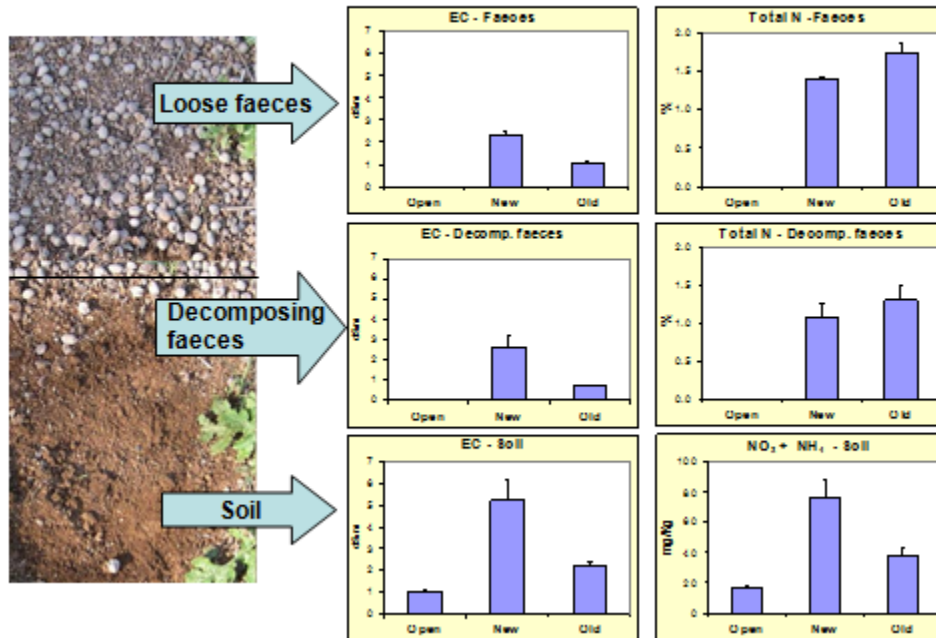 Loose faeces
Decomposing
faeces
Soil
EC - Faeces
7
6
5
4
3
2
1
0
dS/m
Open New Old
Total N -Faeces
2.0
1.5
1.0
0.5
0.0
%
Open New Old
EC - Decomp. faeces
7
6
5
4
3
2
1
0
dS/m
Open New Old
Total N - Decomp. faeces
2.0
1.5
1.0
0.5
0.0
%
Open New Old
EC - Soil
7
6
5
4
3
2
1
0
dS/m
Open New Old
NO₃ + NH₄ - Soil
100
80
60
40
20
0
mg/Kg
Open New Old